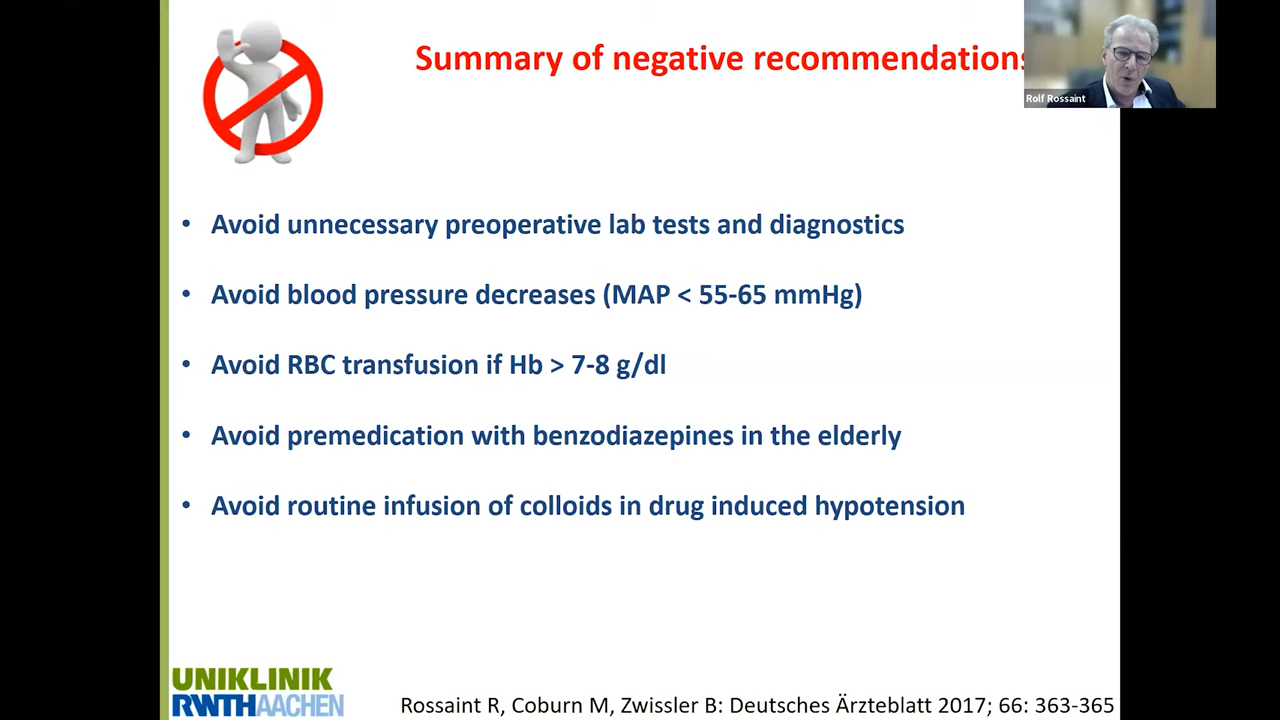 Summary of negative recommendations
Rolf Rossaint
• Avoid unnecessary preoperative lab tests and diagnostics
• Avoid blood pressure decreases (MAP < 55-65 mmHg)
• Avoid RBC transfusion if Hb > 7-8 g/dl
• Avoid premedication with benzodiazepines in the elderly
• Avoid routine infusion of colloids in drug induced hypotension
UNIKLINIK
RWTHAACHEN
Rossaint R, Coburn M, Zwissler B: Deutsches Ärzteblatt 2017; 66: 363-365